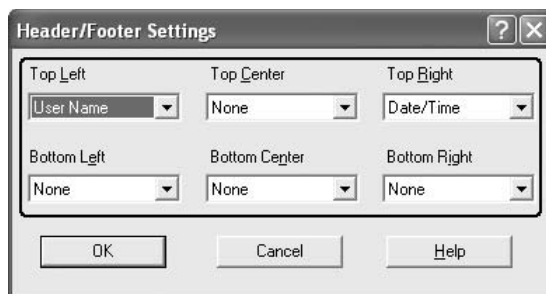 Header/Footer Settings
Top Left Top Center Top Right
User Name None Date/Time
Bottom Left Bottom Center Bottom Right
None None None
OK Cancel Help